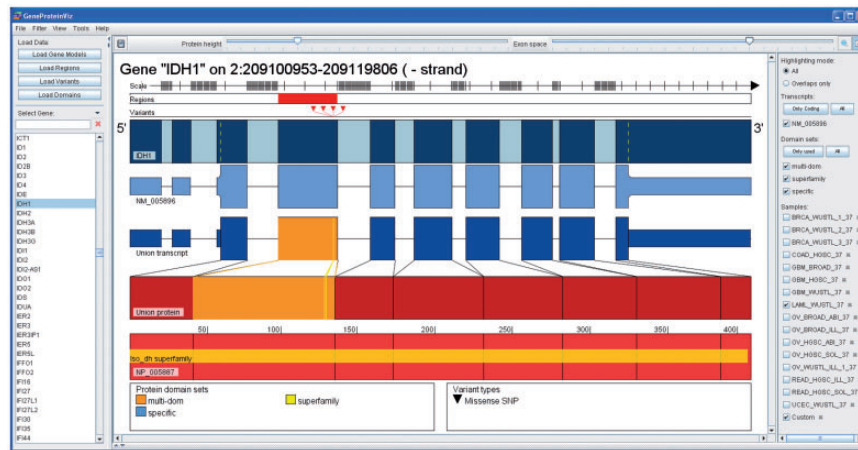 GeneProteinViz
File Filter View Tools Help
Load Data:
Load Gene Models
Load Regions
Load Variants
Load Domains
Select Gene:
ICT1
ID1
ID2
ID2B
ID3
ID4
IDE
IDH1
IDH2
IDH3A
IDH3B
IDH3G
IDI1
IDI2
IDI2-AS1
IDO1
IDO2
IDS
IDUA
IER2
IER3
IER3IP1
IER5
IER5L
IFFO1
IFFO2
IFI16
IFI27
IFI27L1
IFI27L2
IFI30
IFI35
IFI44
Protein height
Exon space
Gene "IDH1" on 2:209100953-209119806 ( - strand)
Scale
Regions
Variants
5'
3'
IDH1
NM_005896
Union transcript
Union protein
50| 100| 150| 200| 250| 300| 350| 400|
Iso_dh superfamily
NP_005887
Protein domain sets
multi-dom
superfamily
specific
Variant types
Missense SNP
Highlighting mode:
All
Overlaps only
Transcripts:
Only Coding All
NM_005896
Domain sets:
Only used All
multi-dom
superfamily
specific
Samples:
BRCA_WUSTL_1_37
BRCA_WUSTL_2_37
BRCA_WUSTL_2_37
COAD_HGSC_37
GBM_BROAD_37
GBM_HGSC_37
GBM_WUSTL_37
LAML_WUSTL_37
OV_BROAD_ABI_37
OV_BROAD_ILL_37
OV_HGSC_ABI_37
OV_HGSC_SOL_37
OV_WUSTL_ILL_1_37
READ_HGSC_ILL_37
READ_HGSC_SOL_37
UCEC_WUSTL_37
Custom